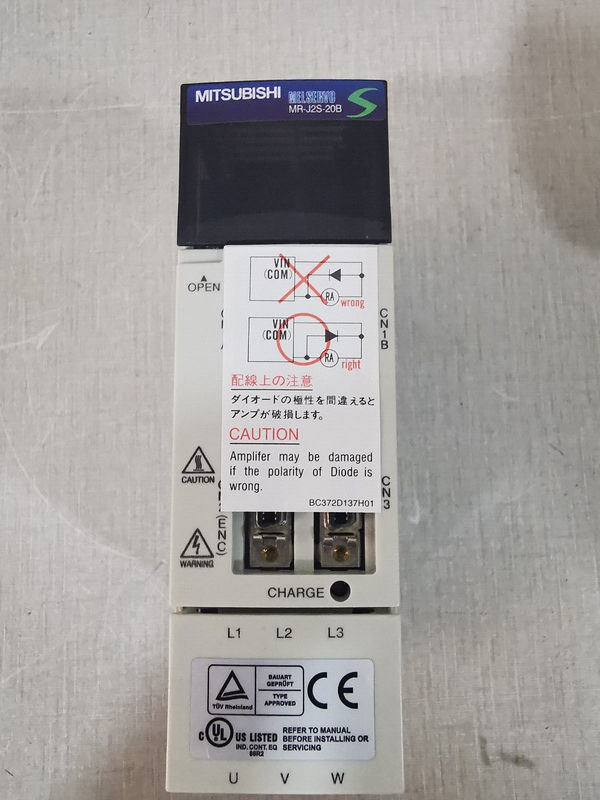 MITSUBISHI
MELSERVO
MR-J2S-20B
VIN
(COM)
RA
wrong
OPEN
VIN
(COM)
RA
right
CN1B
配線上の注意
ダイオードの極性を間違えると
アンプが破損します。
CAUTION
Amplifer may be damaged
if the polarity of Diode is
wrong.
BC372D137H01
CAUTION
CN3
(ENC)
WARNING
CHARGE
L1 L2 L3
TÜV Rheinland
BAUART
GEPRÜFT
TYPE
APPROVED
CE
C UL US LISTED
IND. CONT. EQ
66R2
REFER TO MANUAL
BEFORE INSTALLING OR
SERVICING
U V W